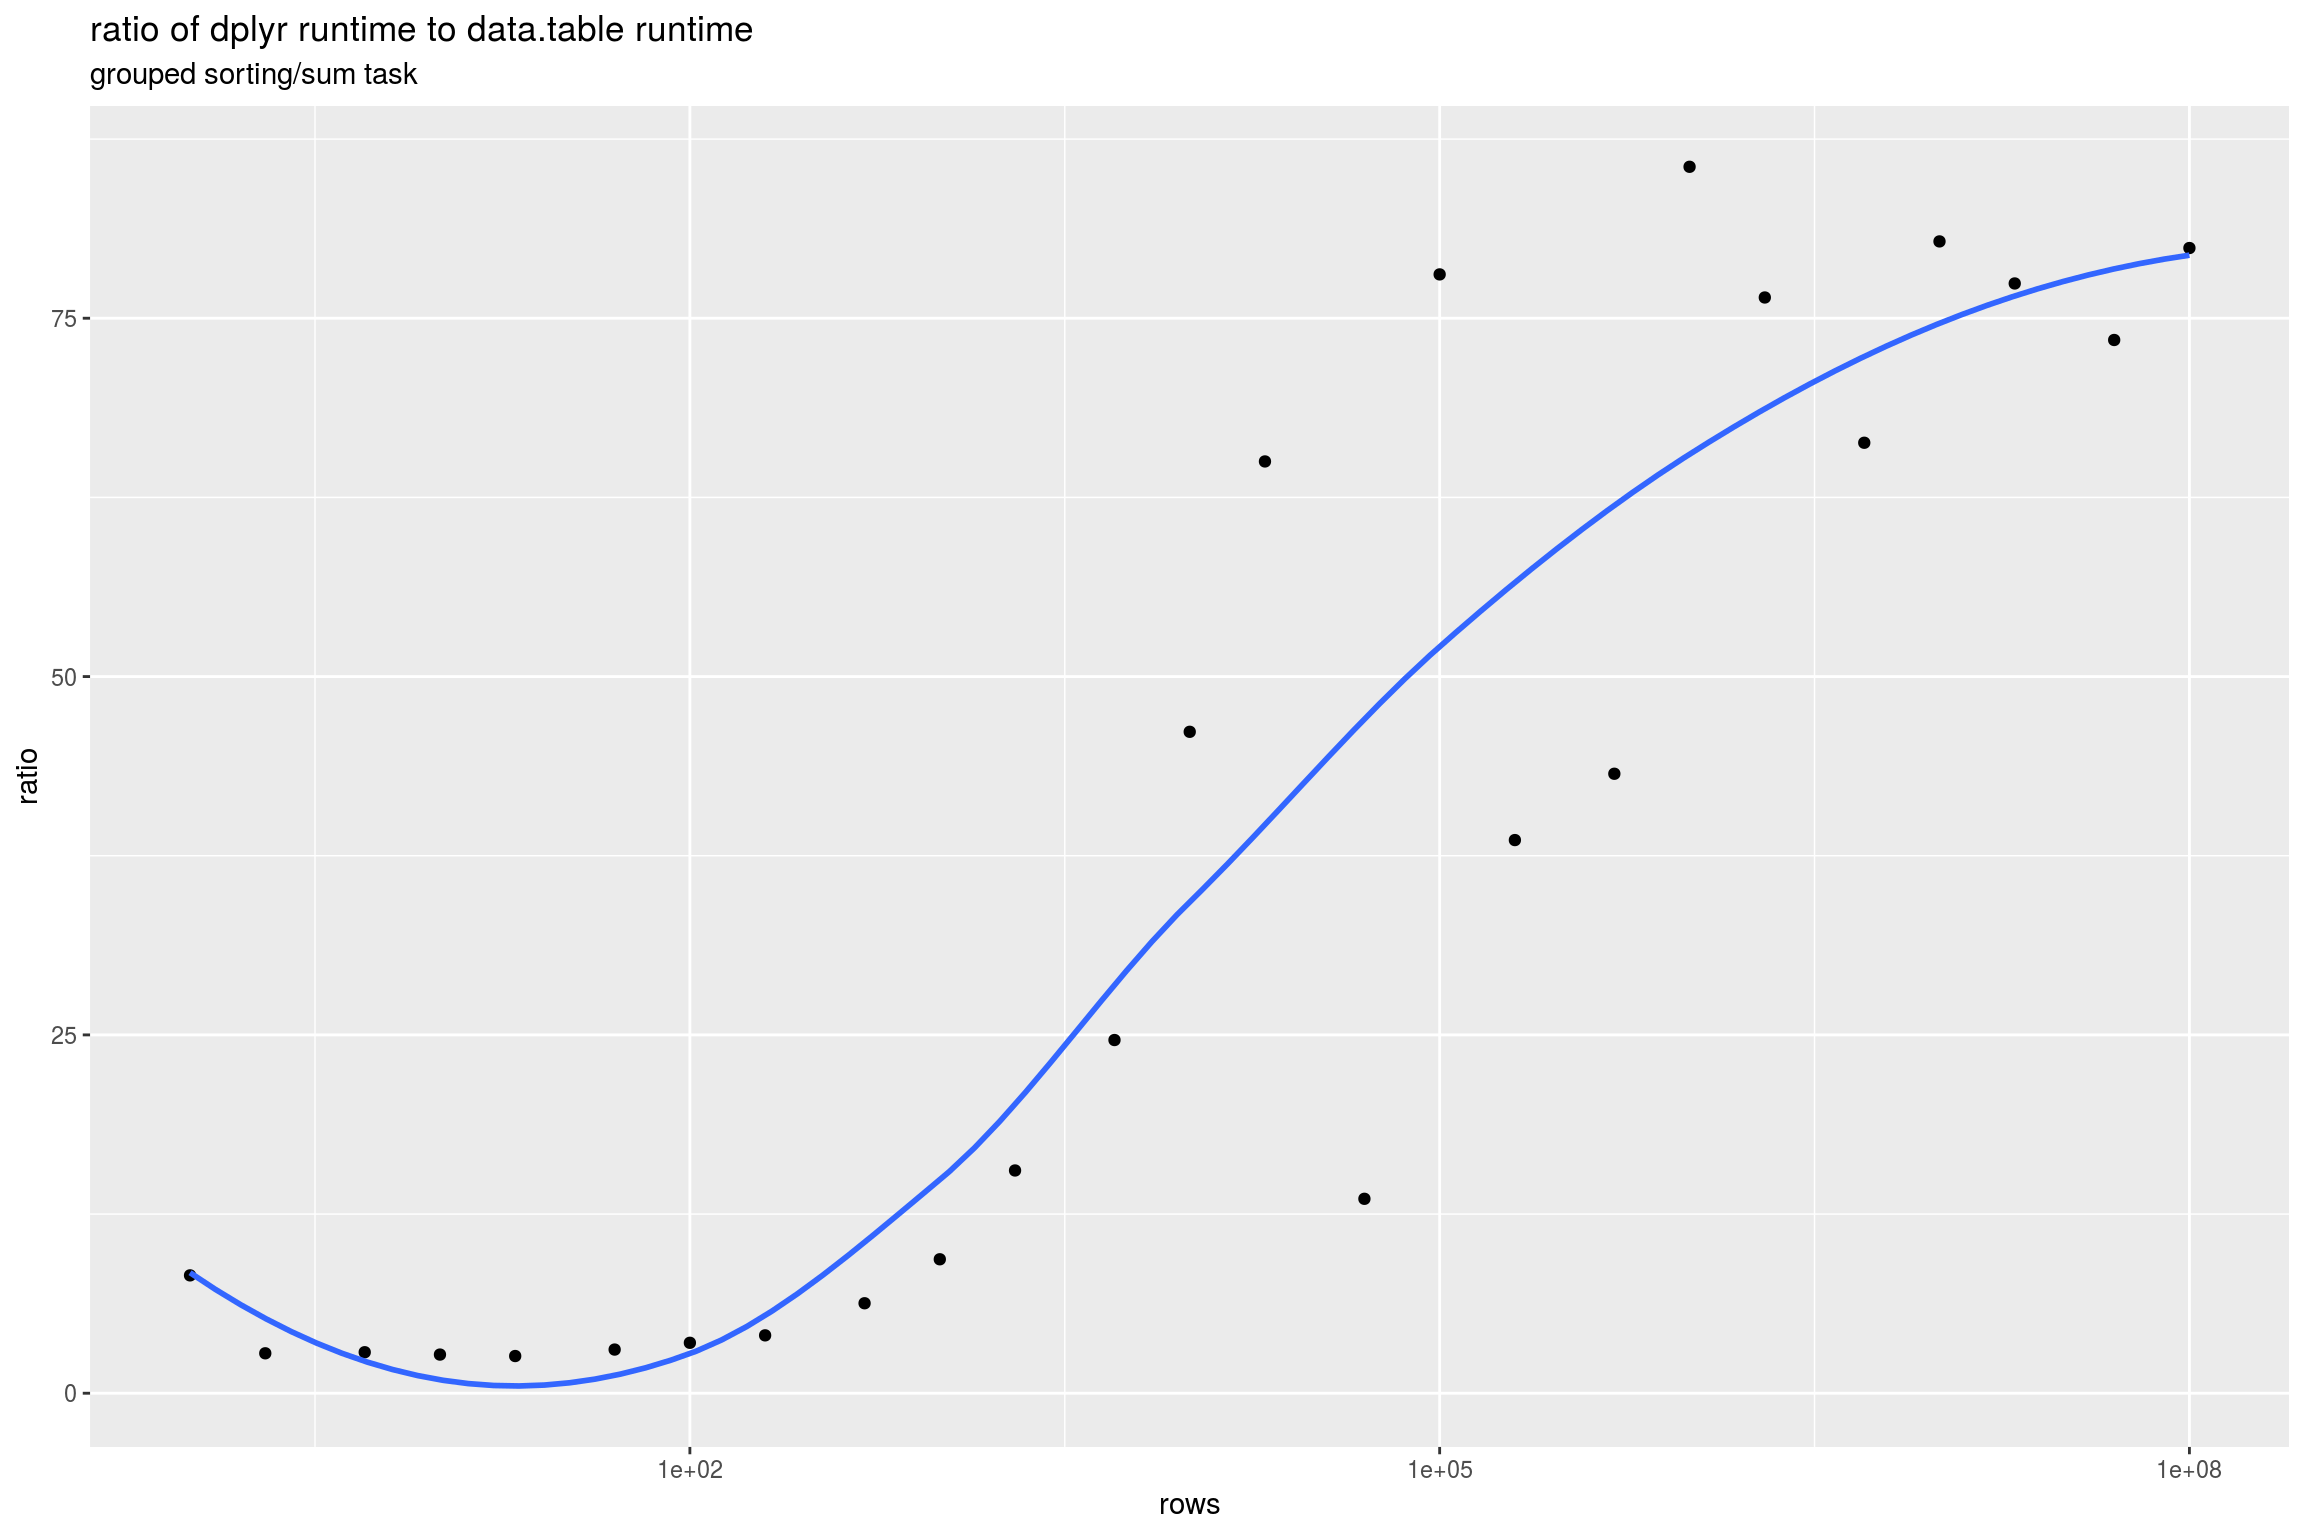 ratio of dplyr runtime to data.table runtime
grouped sorting/sum task
75
50
25
0
ratio
1e+02
1e+05
1e+08
rows